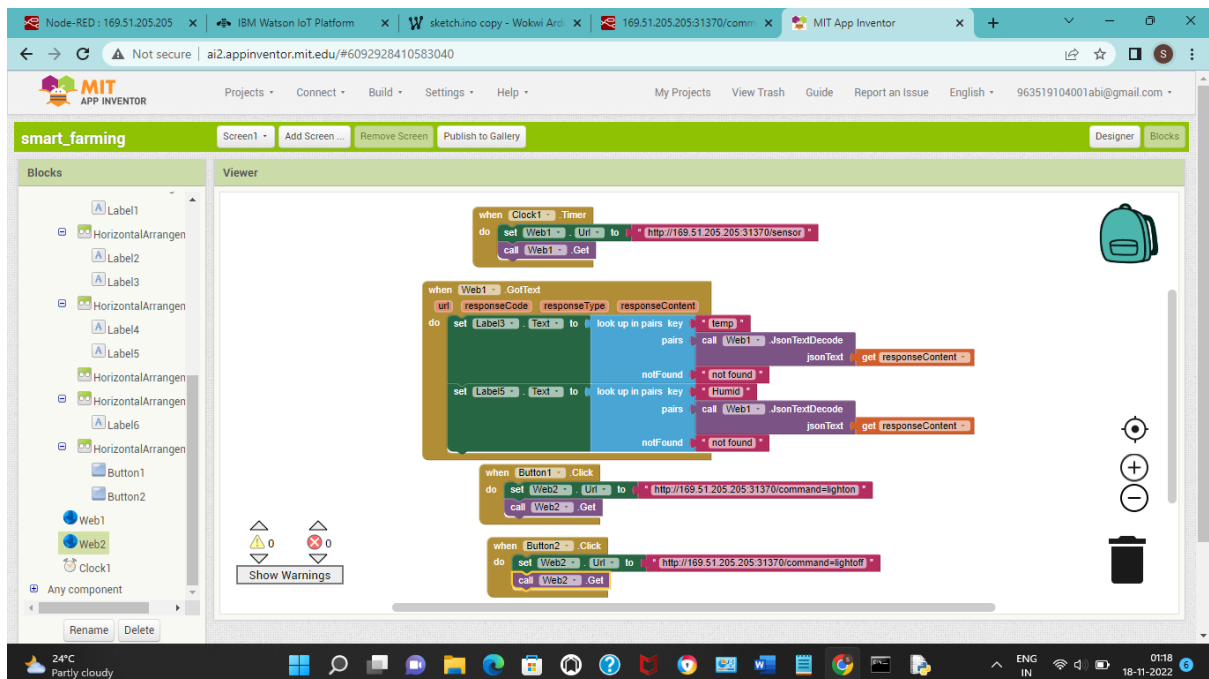 Node-RED : 169.51.205.205
IBM Watson IoT Platform
sketch.ino copy - Wokwi Ard
169.51.205.205:31370/comm
MIT App Inventor
Not secure
ai2.appinventor.mit.edu/#6092928410583040
S
MIT
APP INVENTOR
Projects
Connect
Build
Settings
Help
My Projects
View Trash
Guide
Report an Issue
English
963519104001abi@gmail.com
smart_farming
Screen1
Add Screen ...
Remove Screen
Publish to Gallery
Designer
Blocks
Blocks
Viewer
A Label1
HorizontalArrangen
A Label2
A Label3
HorizontalArrangen
A Label4
A Label5
HorizontalArrangen
HorizontalArrangen
A Label6
HorizontalArrangen
Button1
Button2
Web1
Web2
Clock1
Any component
Rename
Delete
when Clock1 .Timer
do set Web1 . Url to " http://169.51.205.205:31370/sensor "
call Web1 .Get
when Web1 .GotText
url responseCode responseType responseContent
do set Label3 . Text to look up in pairs key " temp "
pairs call Web1 .JsonTextDecode
jsonText get responseContent
notFound " not found "
set Label5 . Text to look up in pairs key " Humid "
pairs call Web1 .JsonTextDecode
jsonText get responseContent
notFound " not found "
when Button1 .Click
do set Web2 . Url to " http://169.51.205.205:31370/command=lighton "
call Web2 .Get
when Button2 .Click
do set Web2 . Url to " http://169.51.205.205:31370/command=lightoff "
call Web2 .Get
0
0
Show Warnings
24°C
Partly cloudy
ENG
IN
01:18
18-11-2022
6